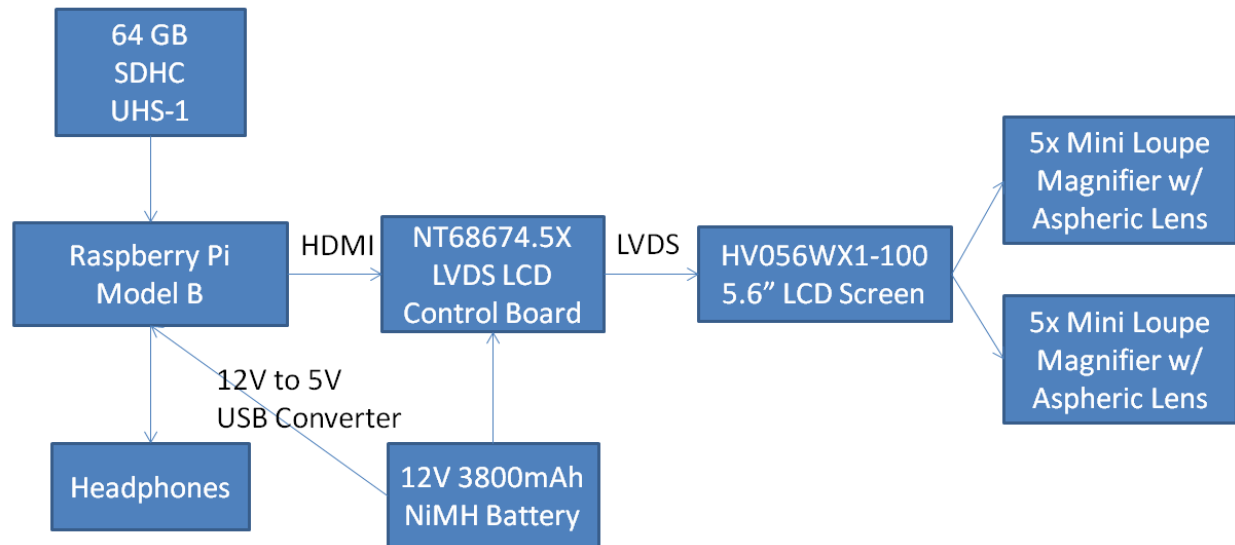 64 GB
SDHC
UHS-1
5x Mini Loupe
Magnifier w/
Aspheric Lens
Raspberry Pi
Model B
HDMI
NT68674.5X
LVDS LCD
Control Board
LVDS
HV056WX1-100
5.6” LCD Screen
5x Mini Loupe
Magnifier w/
Aspheric Lens
12V to 5V
USB Converter
Headphones
12V 3800mAh
NiMH Battery